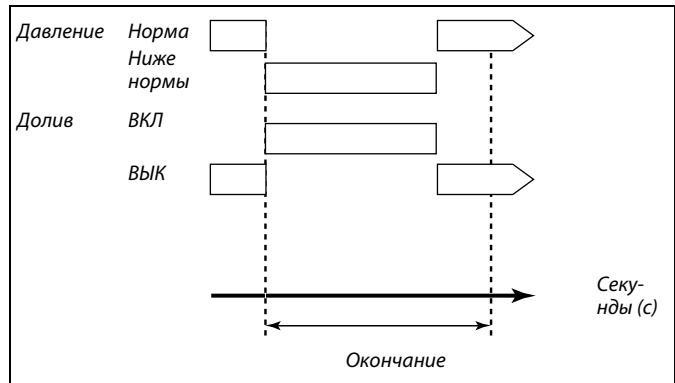 Давление Норма
Ниже
нормы
Долив ВКЛ
ВЫК
Секу-
нды (с)
Окончание